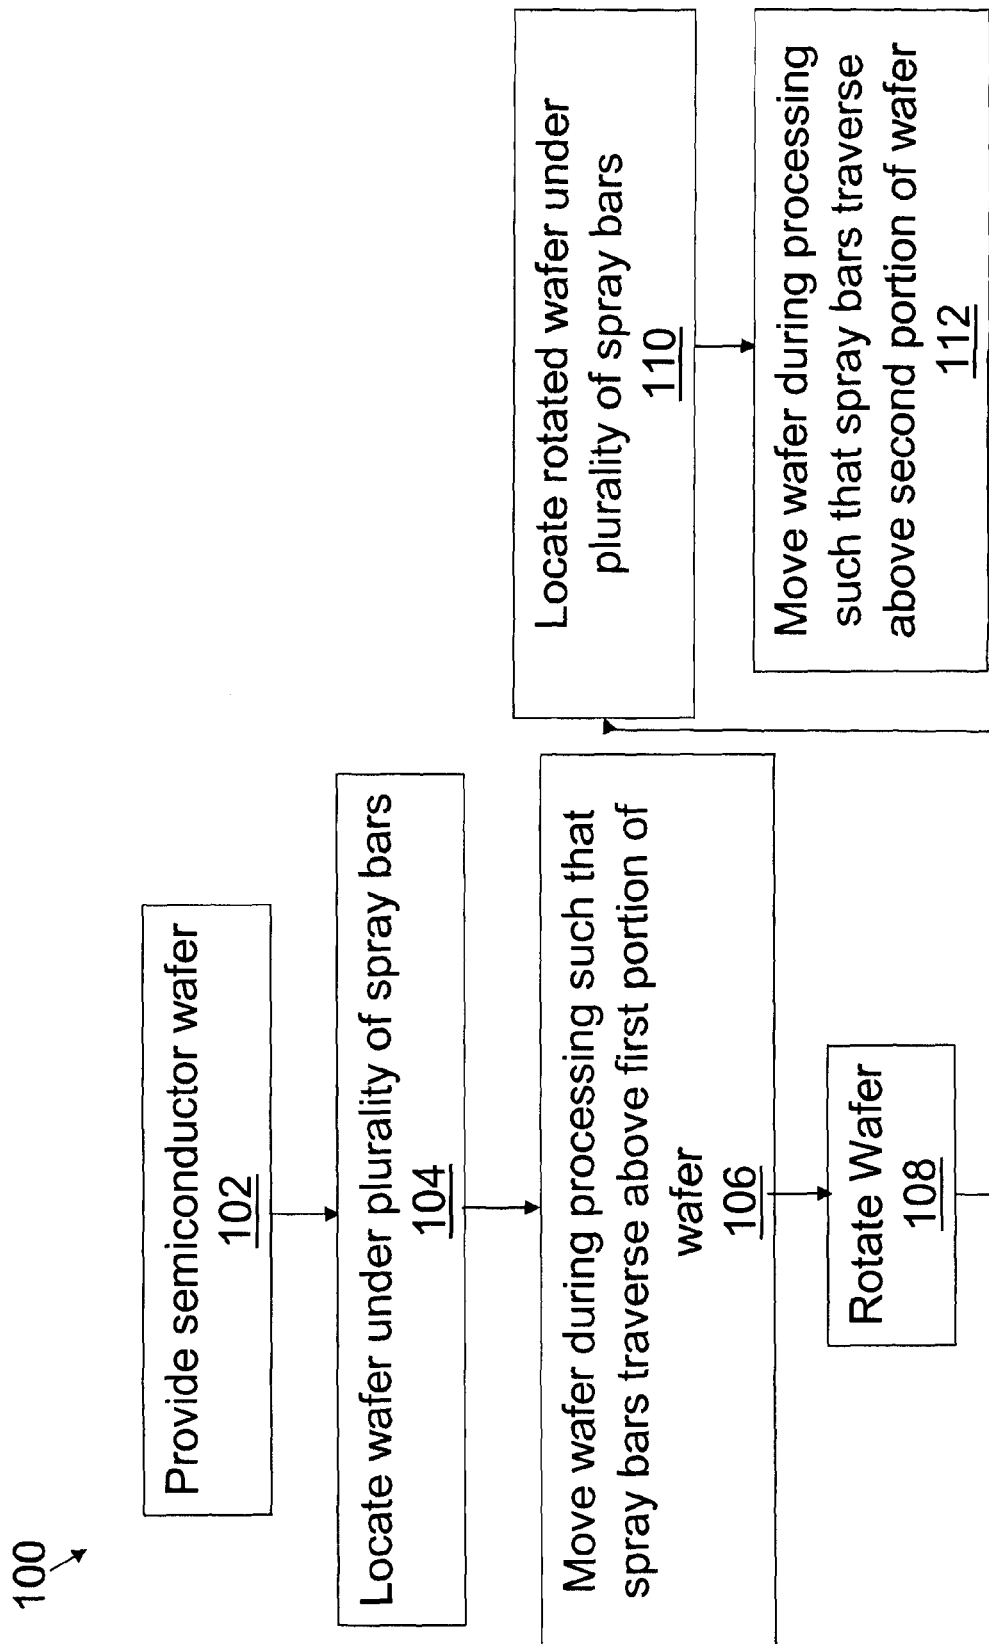 100
Provide semiconductor wafer
102
Locate wafer under plurality of spray bars
104
Move wafer during processing such that
spray bars traverse above first portion of
wafer
106
Rotate Wafer
108
Locate rotated wafer under
plurality of spray bars
110
Move wafer during processing
such that spray bars traverse
above second portion of wafer
112